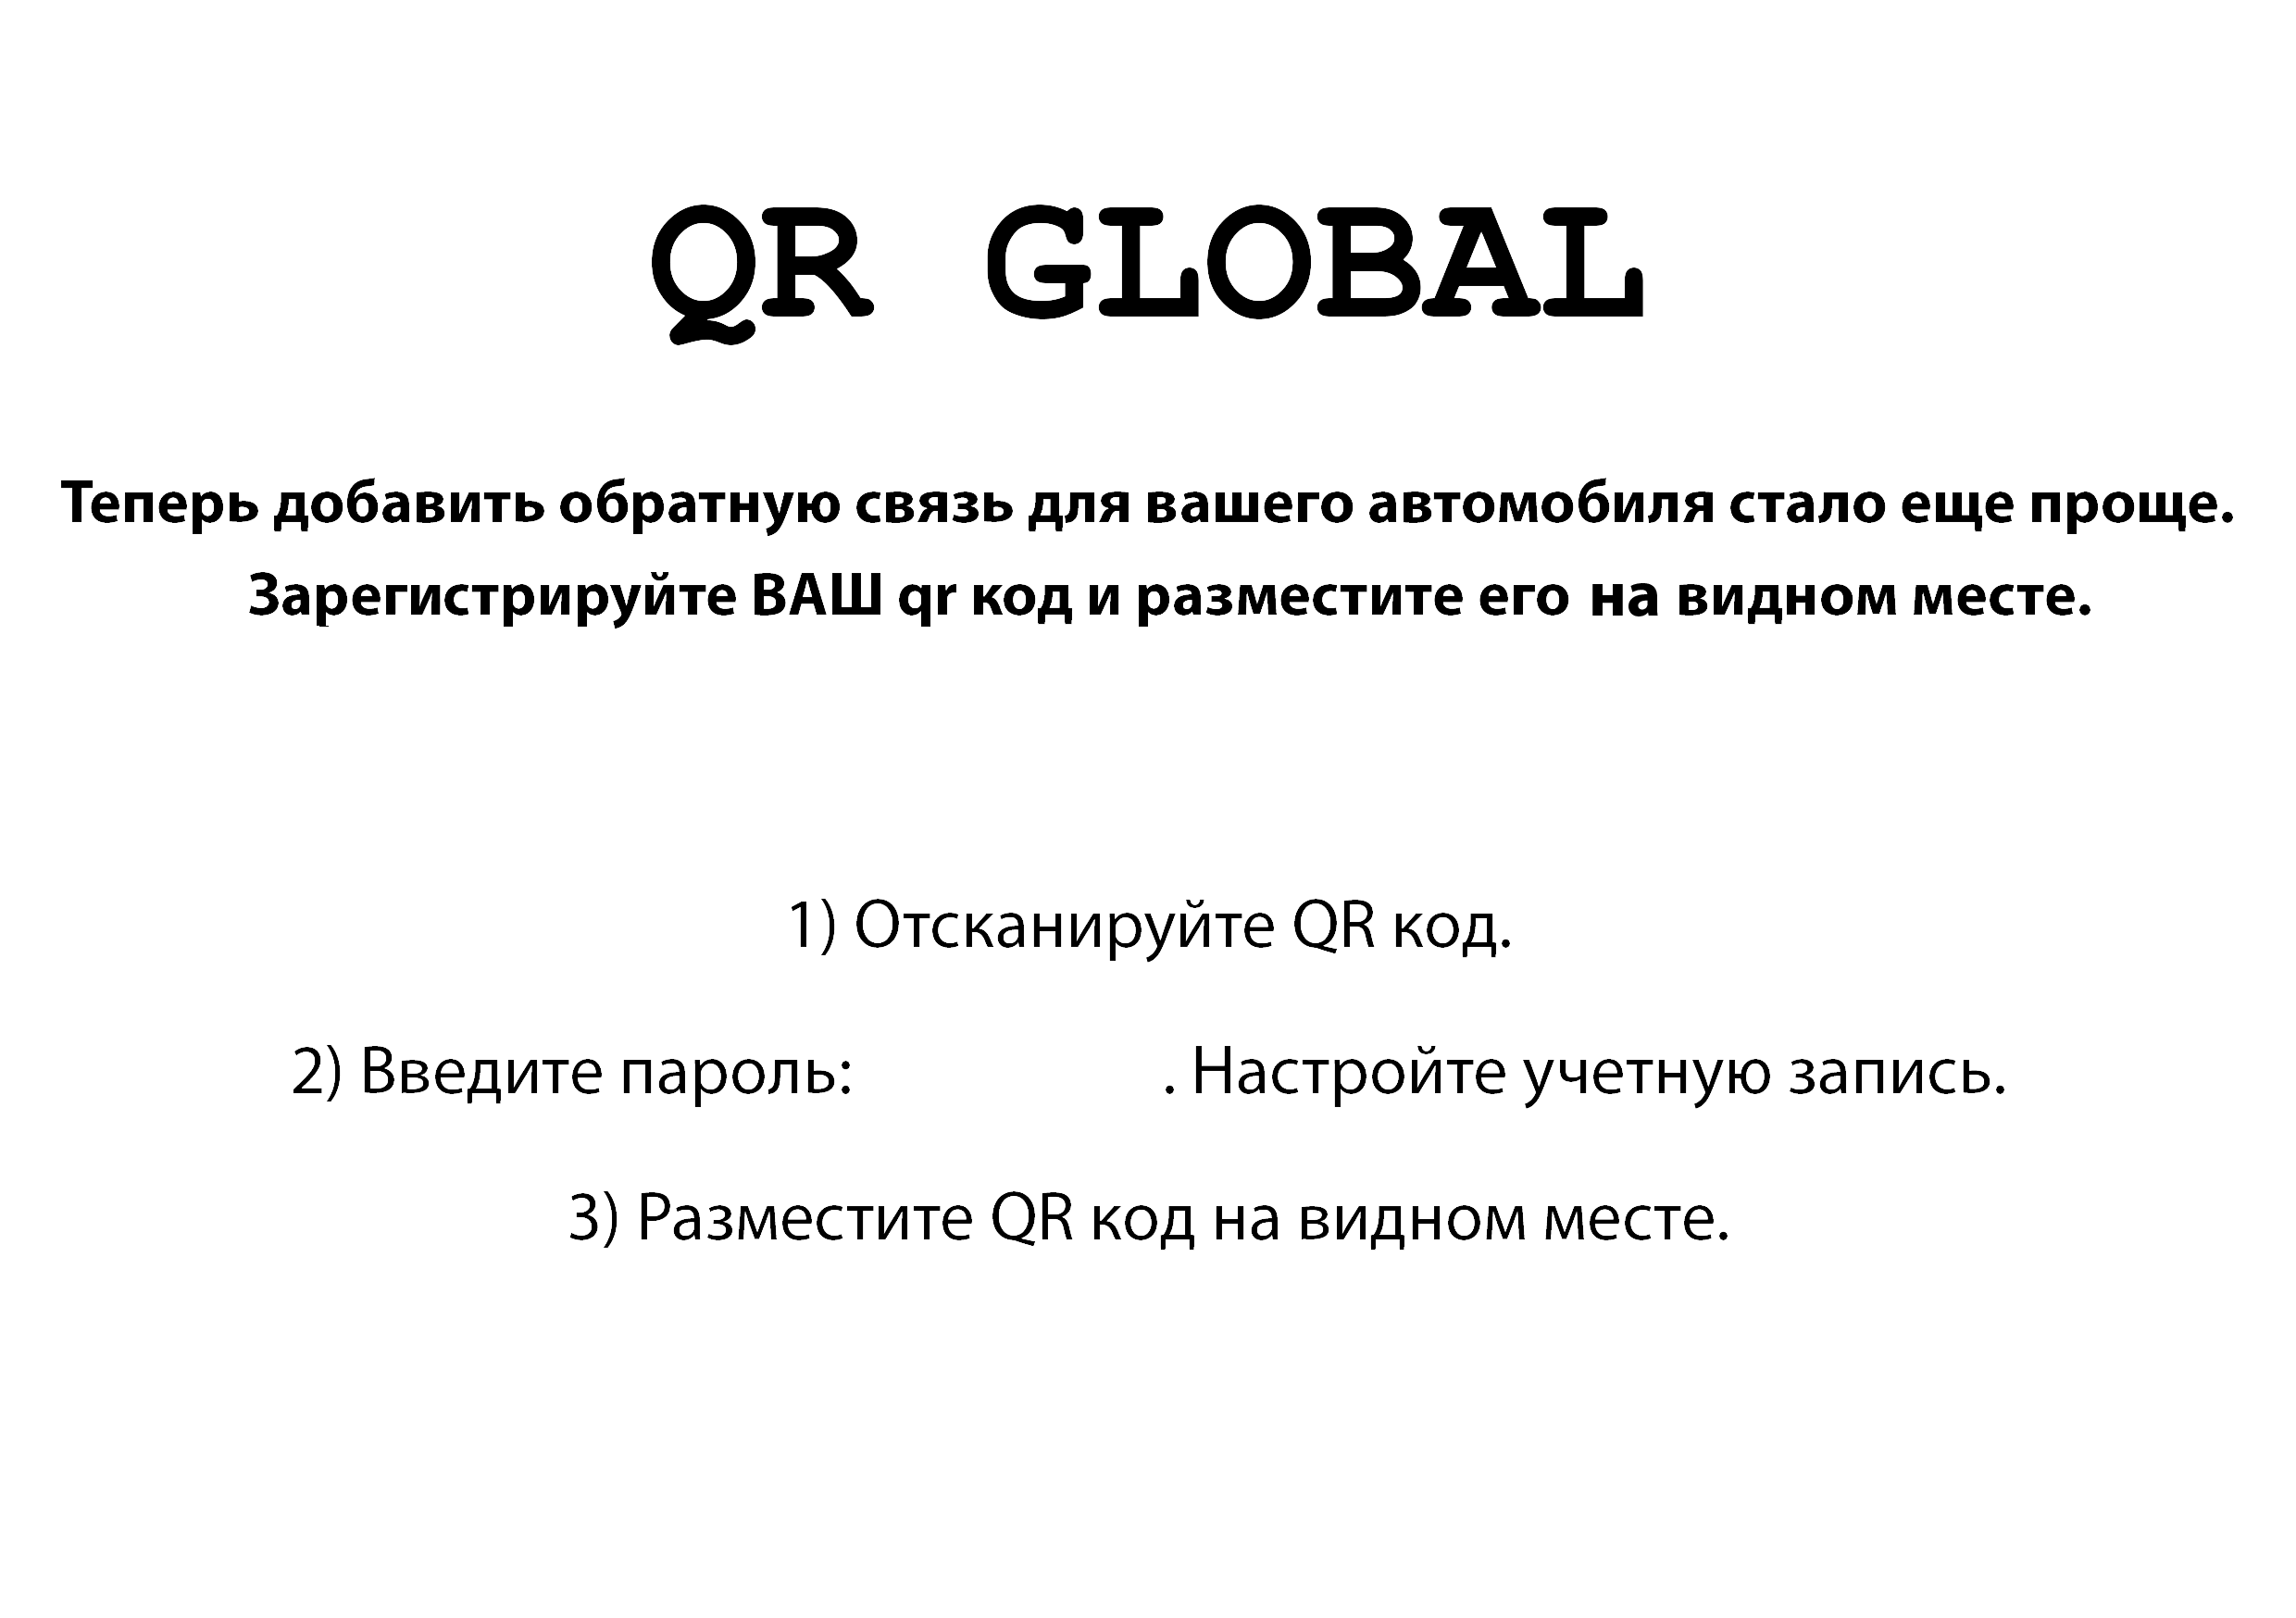 QR GLOBAL
Теперь добавить обратную связь для вашего автомобиля стало еще проще.
Зарегистрируйте ВАШ qr код и разместите его на видном месте.
1) Отсканируйте QR код.
2) Введите пароль: . Настройте учетную запись.
3) Разместите QR код на видном месте.